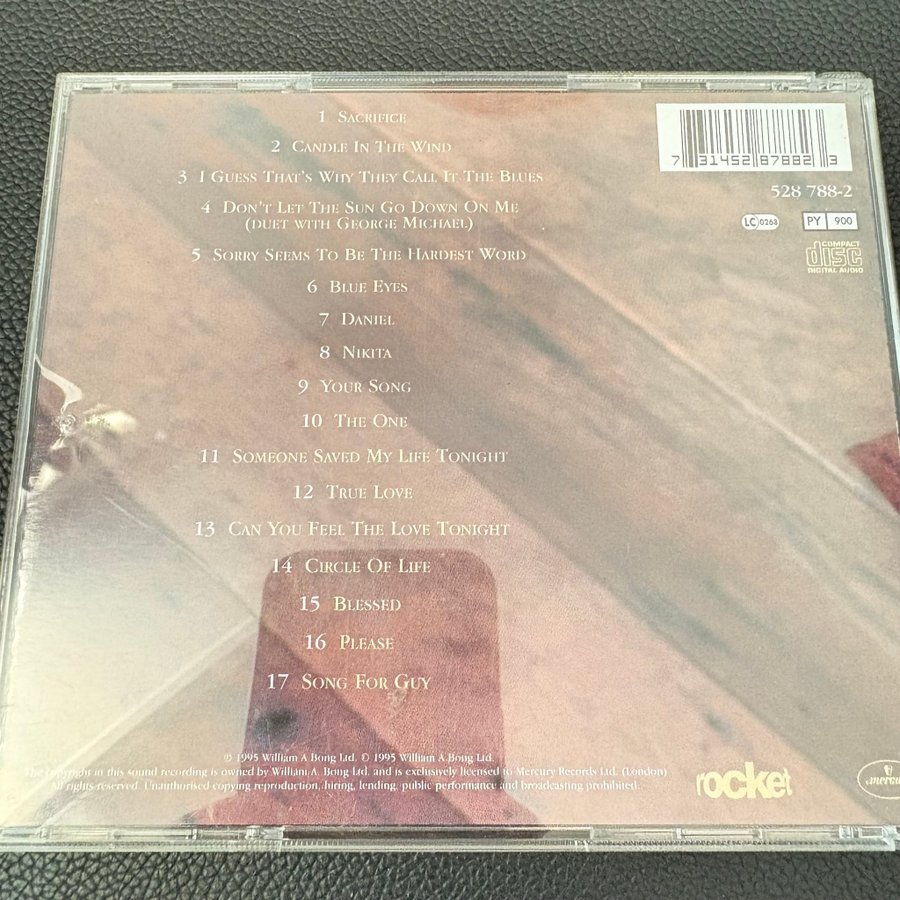 1 Sacrifice
2 Candle In The Wind
3 I Guess That's Why They Call It The Blues
4 Don't Let The Sun Go Down On Me
(duet with George Michael)
5 Sorry Seems To Be The Hardest Word
6 Blue Eyes
7 Daniel
8 Nikita
9 Your Song
10 The One
11 Someone Saved My Life Tonight
12 True Love
13 Can You Feel The Love Tonight
14 Circle Of Life
15 Blessed
16 Please
17 Song For Guy
7 31452 87882 3
528 788-2
LC 0268
PY 900
COMPACT
disc
DIGITAL AUDIO
℗ 1995 William A Bong Ltd. © 1995 William A Bong Ltd.
The copyright in this sound recording is owned by William A. Bong Ltd. and is exclusively licensed to Mercury Records Ltd. (London)
All rights reserved. Unauthorised copying reproduction, hiring, lending, public performance and broadcasting prohibited.
rocket